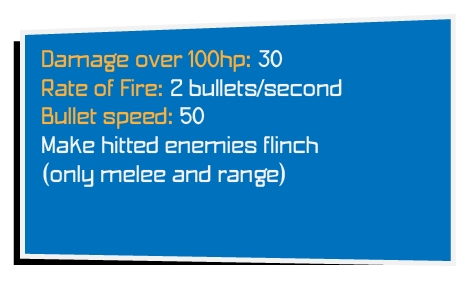 Damage over 100hp: 30
Rate of Fire: 2 bullets/second
Bullet speed: 50
Make hitted enemies flinch
(only melee and range)